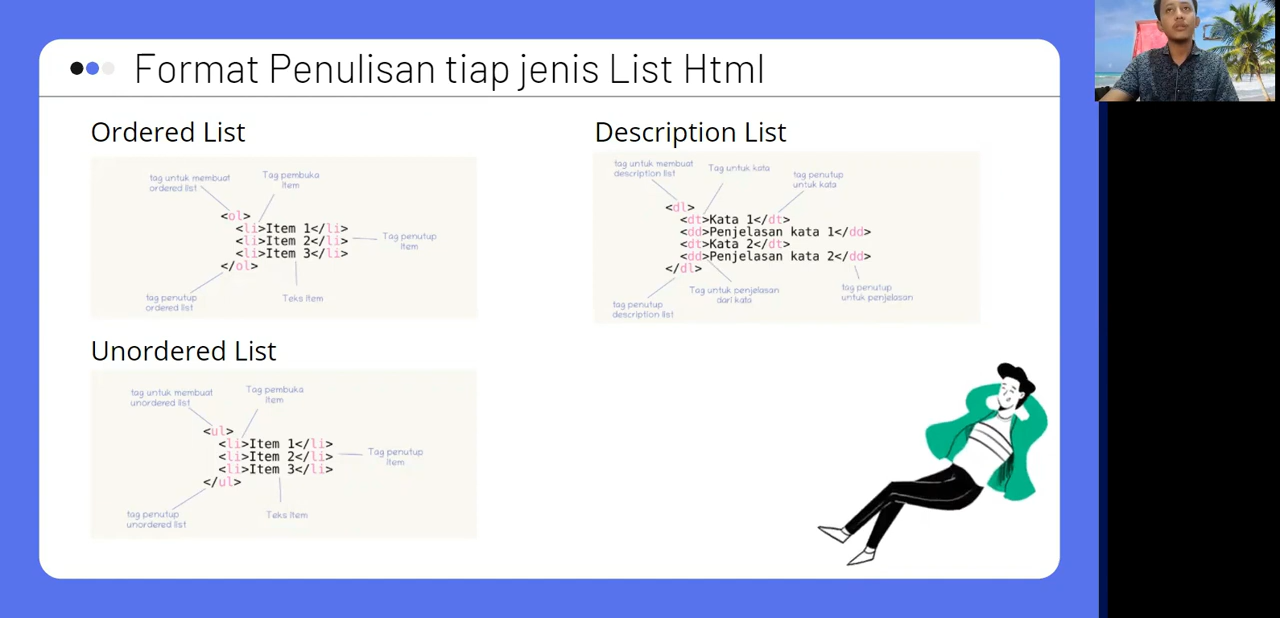 Format Penulisan tiap jenis List Html
Ordered List
tag untuk membuat
ordered list
Tag pembuka
Item
<ol>
<li>Item 1</li>
<li>Item 2</li>
<li>Item 3</li>
</ol>
Tag penutup
Item
tag penutup
ordered list
Teks Item
Unordered List
tag untuk membuat
unordered list
Tag pembuka
Item
<ul>
<li>Item 1</li>
<li>Item 2</li>
<li>Item 3</li>
</ul>
Tag penutup
Item
tag penutup
unordered list
Teks Item
Description List
tag untuk membuat
description list
Tag untuk kata
tag penutup
untuk kata
<dl>
<dt>Kata 1</dt>
<dd>Penjelasan kata 1</dd>
<dt>Kata 2</dt>
<dd>Penjelasan kata 2</dd>
</dl>
Tag untuk penjelasan
dari kata
tag penutup
untuk penjelasan
tag penutup
description list